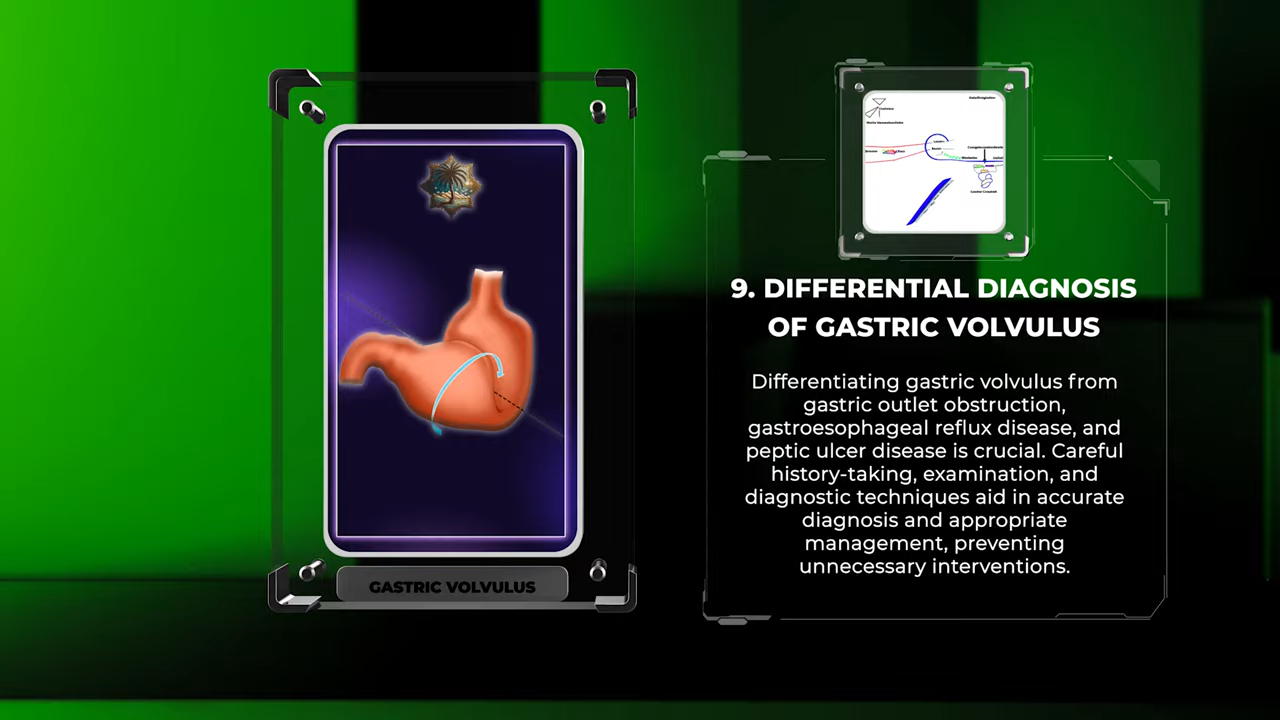 GASTRIC VOLVULUS
9. DIFFERENTIAL DIAGNOSIS
OF GASTRIC VOLVULUS
Differentiating gastric volvulus from
gastric outlet obstruction,
gastroesophageal reflux disease, and
peptic ulcer disease is crucial. Careful
history-taking, examination, and
diagnostic techniques aid in accurate
diagnosis and appropriate
management, preventing
unnecessary interventions.